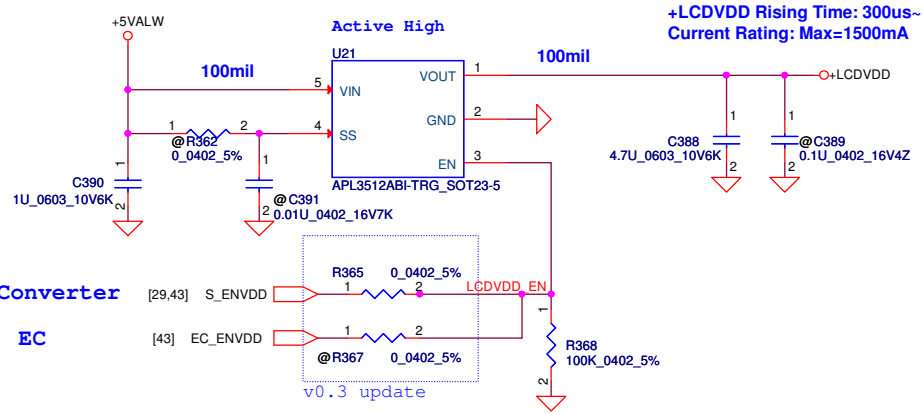 +5VALW
Active High
+LCDVDD Rising Time: 300us~
Current Rating: Max=1500mA
U21
100mil
5
VIN
VOUT
1
100mil
+LCDVDD
1
2
@R362
0_0402_5%
4
SS
GND
2
EN
3
APL3512ABI-TRG_SOT23-5
1
C390
1U_0603_10V6K
2
1
@C391
0.01U_0402_16V7K
2
1
C388
4.7U_0603_10V6K
2
1
@C389
0.1U_0402_16V4Z
2
Converter
[29,43]
S_ENVDD
R365
0_0402_5%
1
2
LCDVDD_EN
EC
[43]
EC_ENVDD
1
2
@R367
0_0402_5%
1
R368
100K_0402_5%
2
v0.3 update